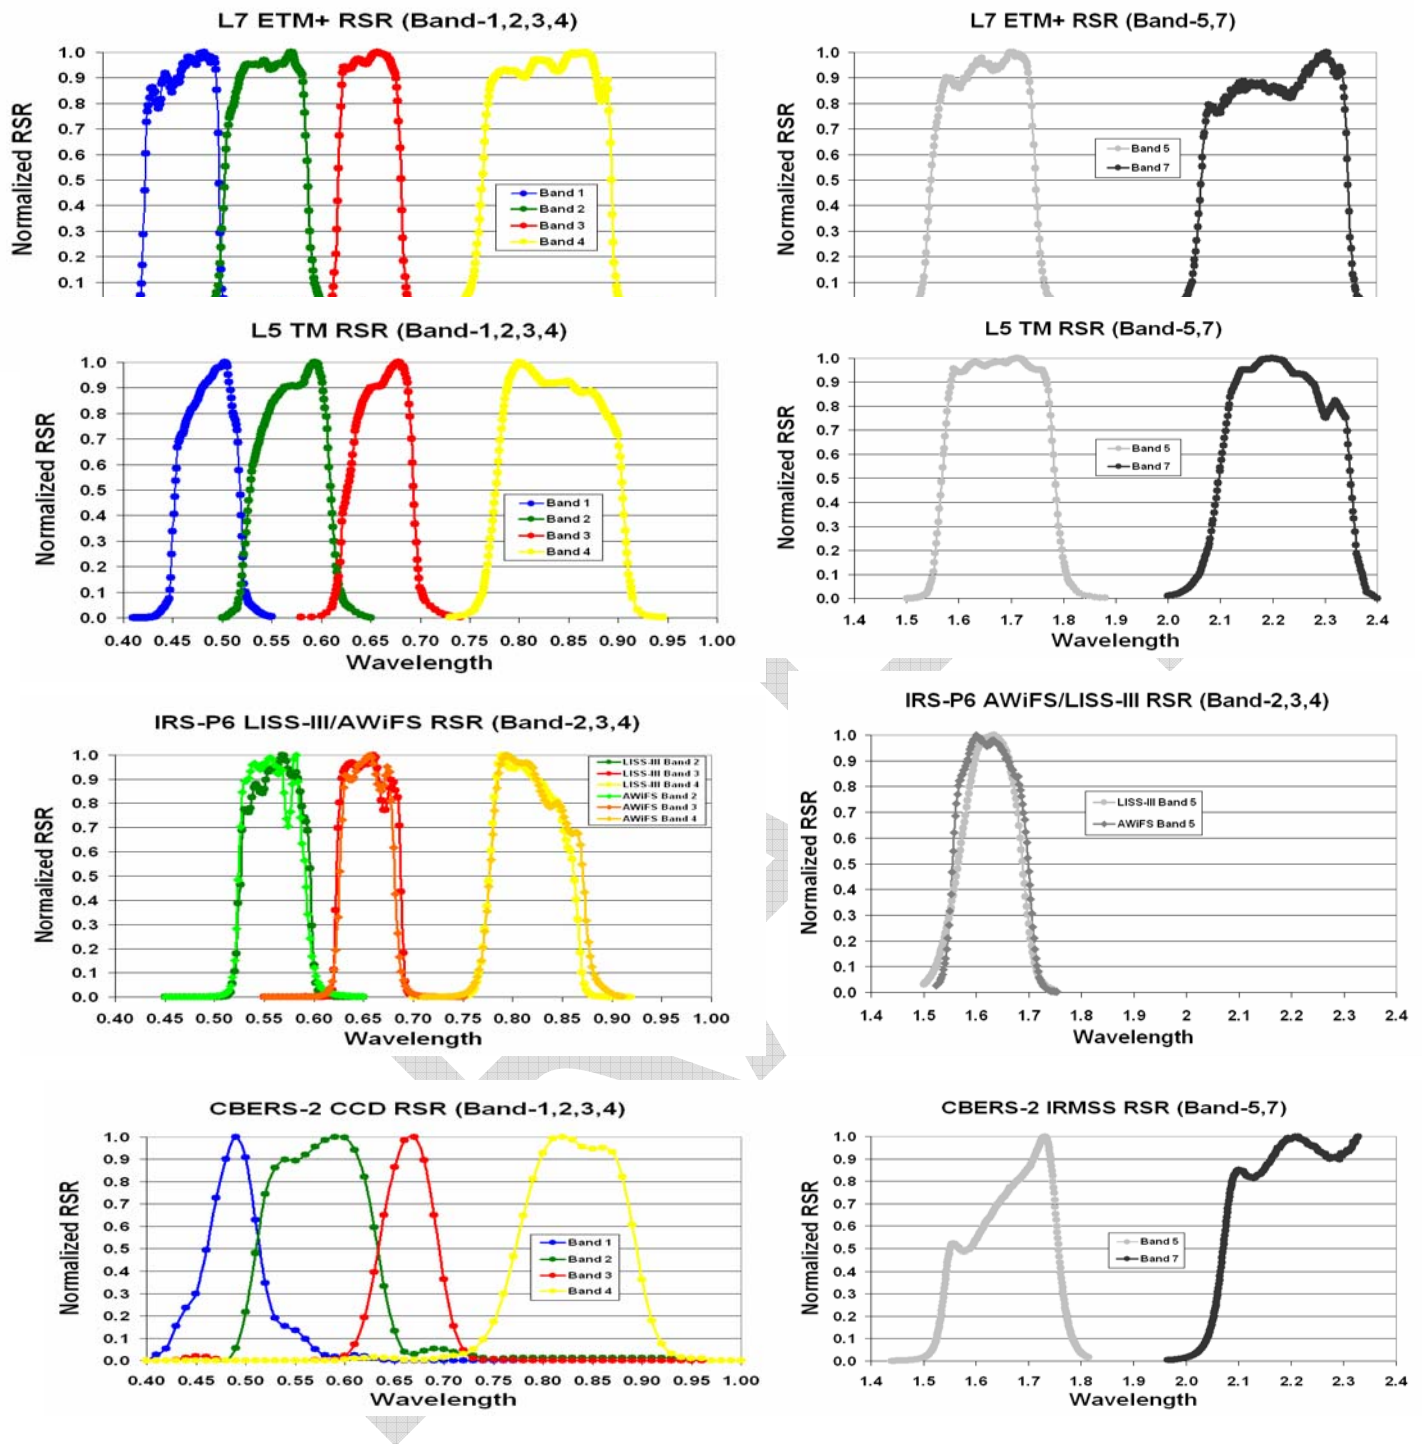 L7 ETM+ RSR (Band-1,2,3,4)
Normalized RSR
1.0
0.9
0.8
0.7
0.6
0.5
0.4
0.3
0.2
0.1
Band 1
Band 2
Band 3
Band 4
L7 ETM+ RSR (Band-5,7)
Normalized RSR
1.0
0.9
0.8
0.7
0.6
0.5
0.4
0.3
0.2
0.1
Band 5
Band 7
L5 TM RSR (Band-1,2,3,4)
Normalized RSR
1.0
0.9
0.8
0.7
0.6
0.5
0.4
0.3
0.2
0.1
0.0
Band 1
Band 2
Band 3
Band 4
0.40 0.45 0.50 0.55 0.60 0.65 0.70 0.75 0.80 0.85 0.90 0.95 1.00
Wavelength
L5 TM RSR (Band-5,7)
Normalized RSR
1.0
0.9
0.8
0.7
0.6
0.5
0.4
0.3
0.2
0.1
0.0
Band 5
Band 7
1.4 1.5 1.6 1.7 1.8 1.9 2.0 2.1 2.2 2.3 2.4
Wavelength
IRS-P6 LISS-III/AWiFS RSR (Band-2,3,4)
Normalized RSR
1.0
0.9
0.8
0.7
0.6
0.5
0.4
0.3
0.2
0.1
0.0
LISS-III Band 2
LISS-III Band 3
LISS-III Band 4
AWiFS Band 2
AWiFS Band 3
AWiFS Band 4
0.40 0.45 0.50 0.55 0.60 0.65 0.70 0.75 0.80 0.85 0.90 0.95 1.00
Wavelength
IRS-P6 AWiFS/LISS-III RSR (Band-2,3,4)
Normalized RSR
1.0
0.9
0.8
0.7
0.6
0.5
0.4
0.3
0.2
0.1
0.0
LISS-III Band 5
AWiFS Band 5
1.4 1.5 1.6 1.7 1.8 1.9 2 2.1 2.2 2.3 2.4
Wavelength
CBERS-2 CCD RSR (Band-1,2,3,4)
Normalized RSR
1.0
0.9
0.8
0.7
0.6
0.5
0.4
0.3
0.2
0.1
0.0
Band 1
Band 2
Band 3
Band 4
0.40 0.45 0.50 0.55 0.60 0.65 0.70 0.75 0.80 0.85 0.90 0.95 1.00
Wavelength
CBERS-2 IRMSS RSR (Band-5,7)
Normalized RSR
1.0
0.9
0.8
0.7
0.6
0.5
0.4
0.3
0.2
0.1
0.0
Band 5
Band 7
1.4 1.5 1.6 1.7 1.8 1.9 2.0 2.1 2.2 2.3 2.4
Wavelength